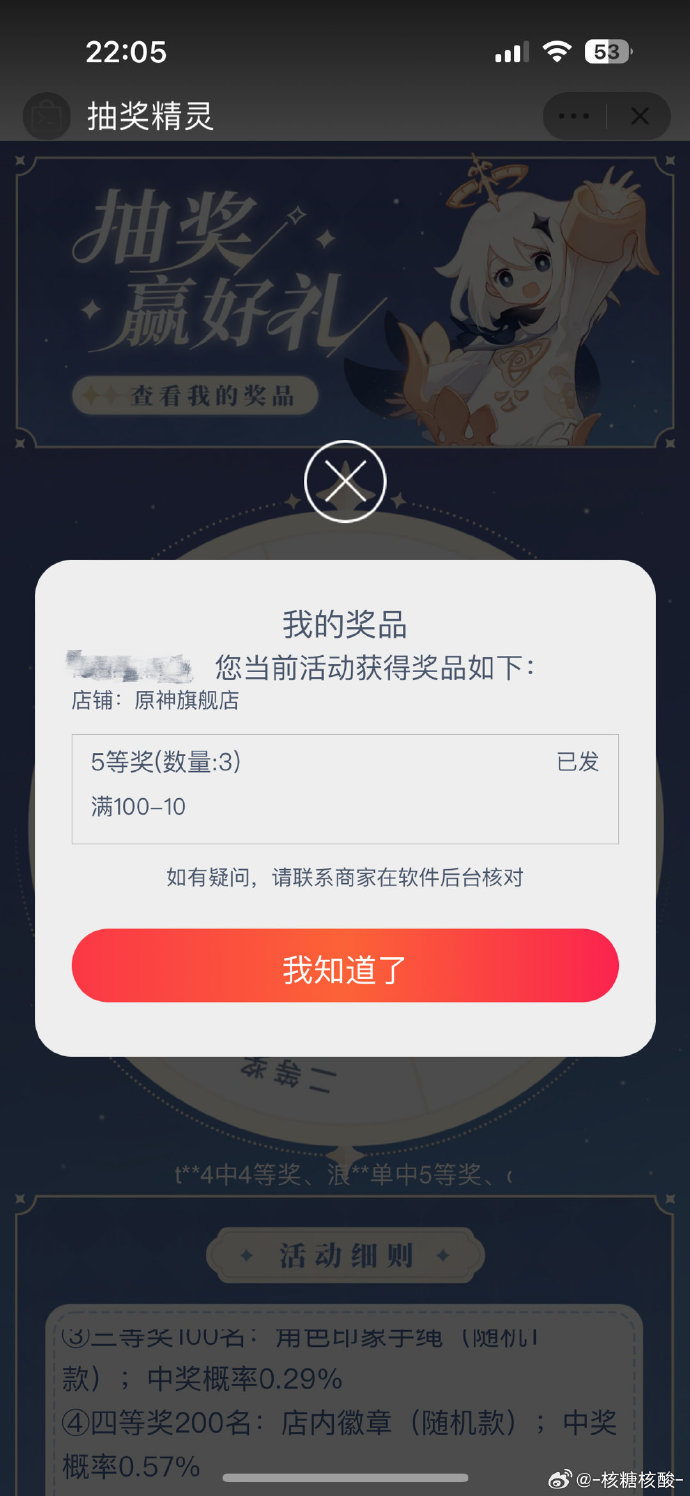 22:05
53
抽奖精灵
抽奖
赢好礼
查看我的奖品
我的奖品
您当前活动获得奖品如下：
店铺：原神旗舰店
5等奖(数量:3)
已发
满100-10
如有疑问，请联系商家在软件后台核对
我知道了
二等奖
t**4中4等奖、浪**单中5等奖、
活动细则
③三等奖100名：角色印象手绳（随机1
款）；中奖概率0.29%
④四等奖200名：店内徽章（随机款）；中奖
概率0.57%
@-核糖核酸-